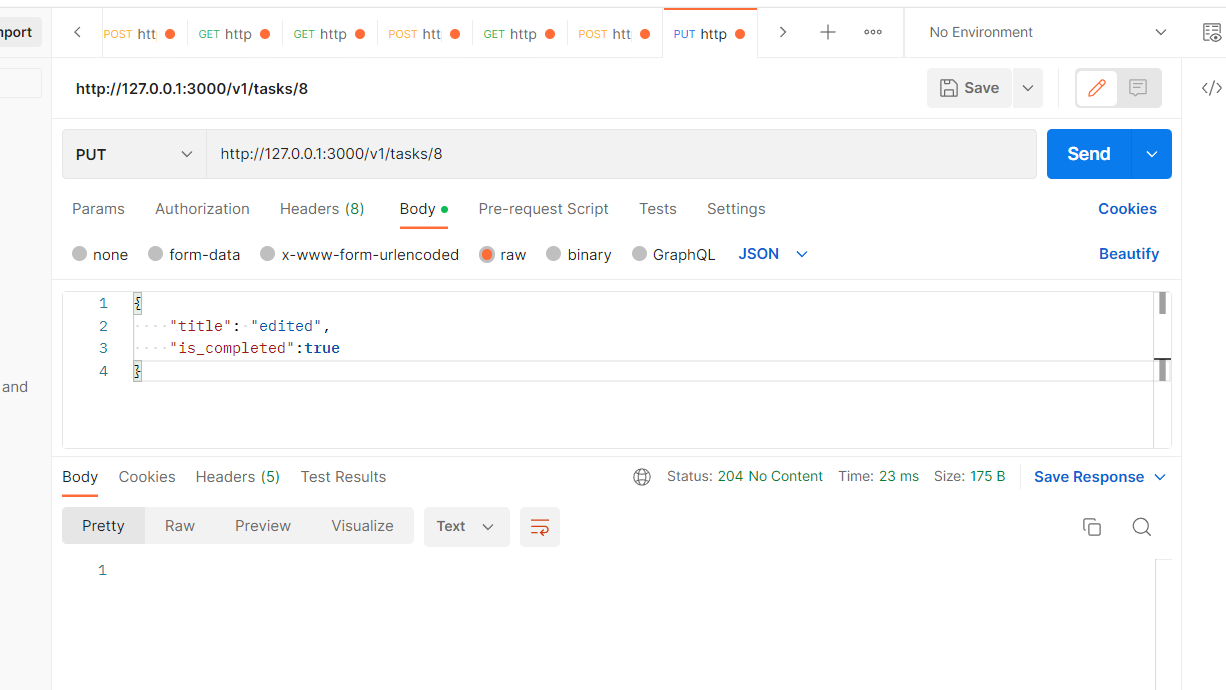 nport
POST htt
GET http
GET http
POST htt
GET http
POST htt
PUT http
No Environment
http://127.0.0.1:3000/v1/tasks/8
Save
</>
PUT
http://127.0.0.1:3000/v1/tasks/8
Send
Params Authorization Headers (8) Body Pre-request Script Tests Settings Cookies
none form-data x-www-form-urlencoded raw binary GraphQL JSON Beautify
1 {
2 "title": "edited",
3 "is_completed":true
4 }
and
Body Cookies Headers (5) Test Results Status: 204 No Content Time: 23 ms Size: 175 B Save Response
Pretty Raw Preview Visualize Text
1